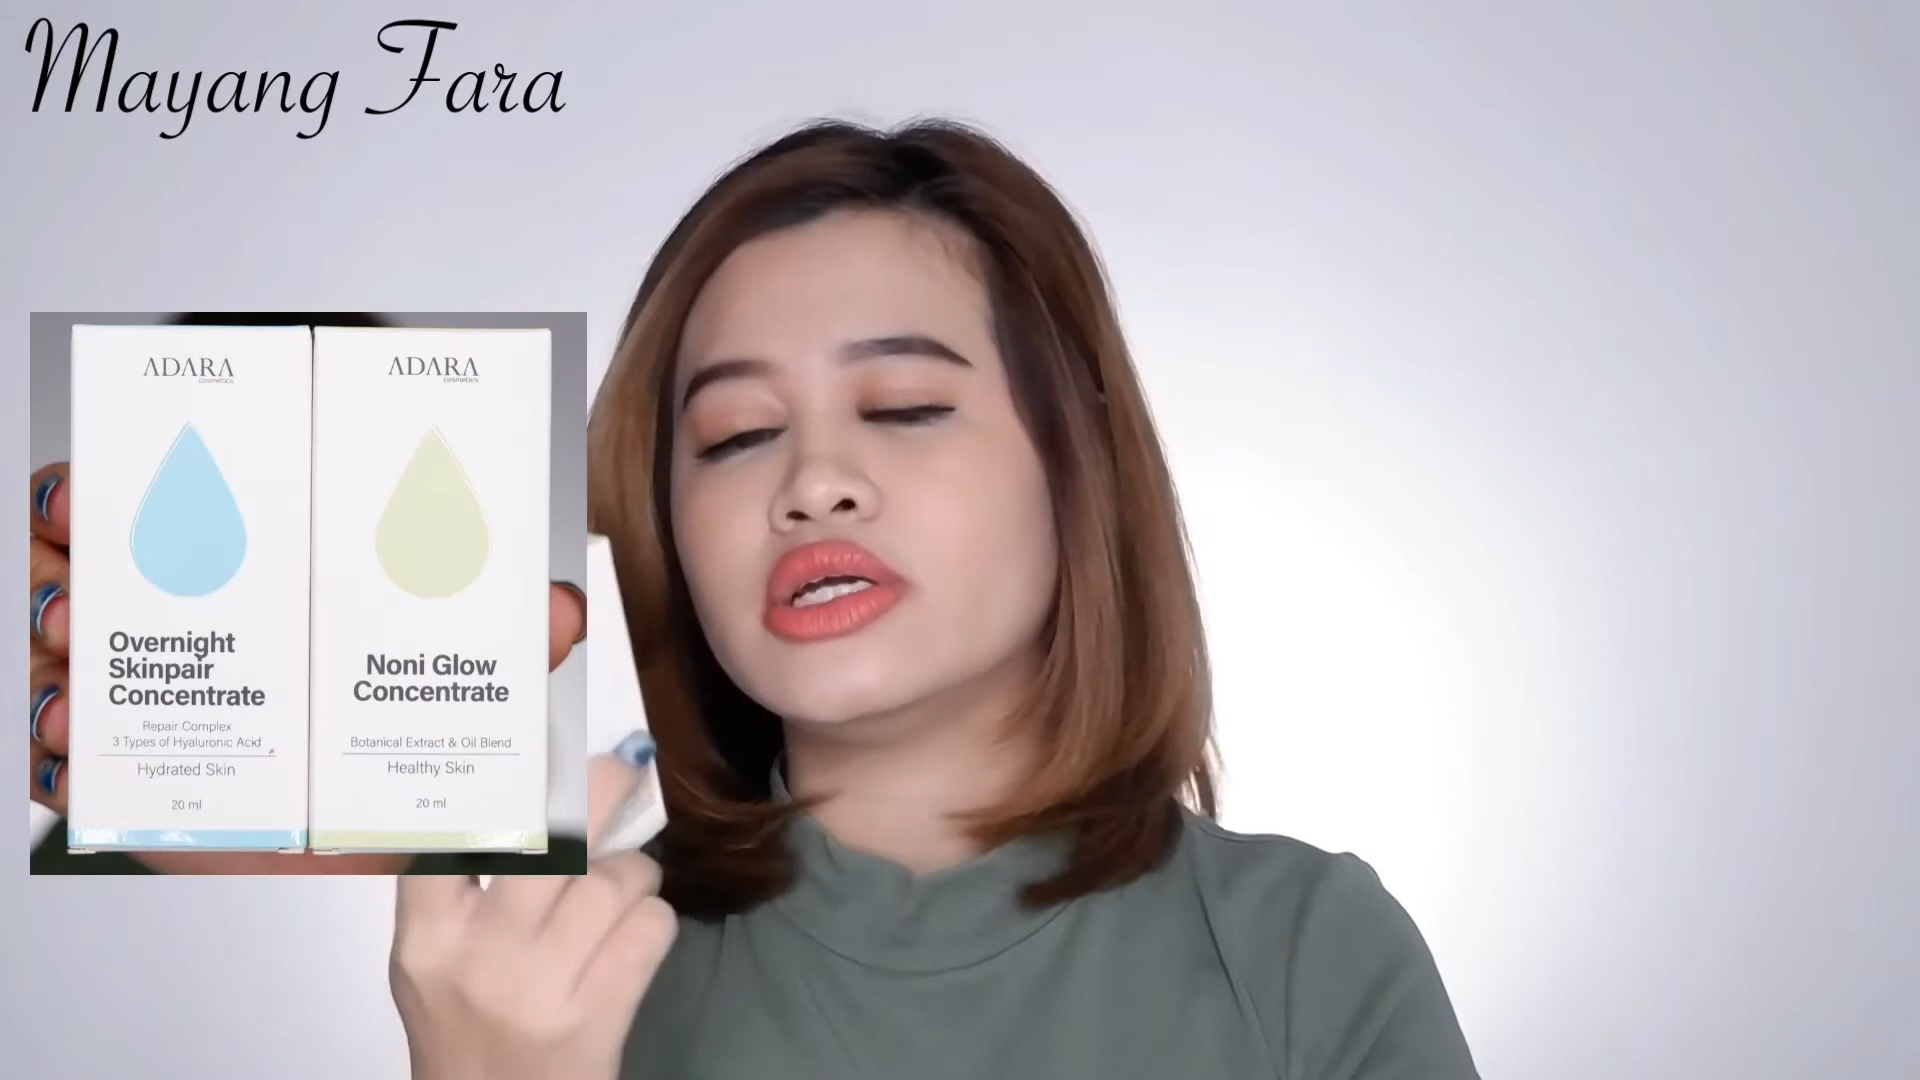 Mayang Fara
ADARA
cosmetics
Overnight
Skinpair
Concentrate
Repair Complex
3 Types of Hyaluronic Acid
Hydrated Skin
20 ml
ADARA
cosmetics
Noni Glow
Concentrate
Botanical Extract & Oil Blend
Healthy Skin
20 ml